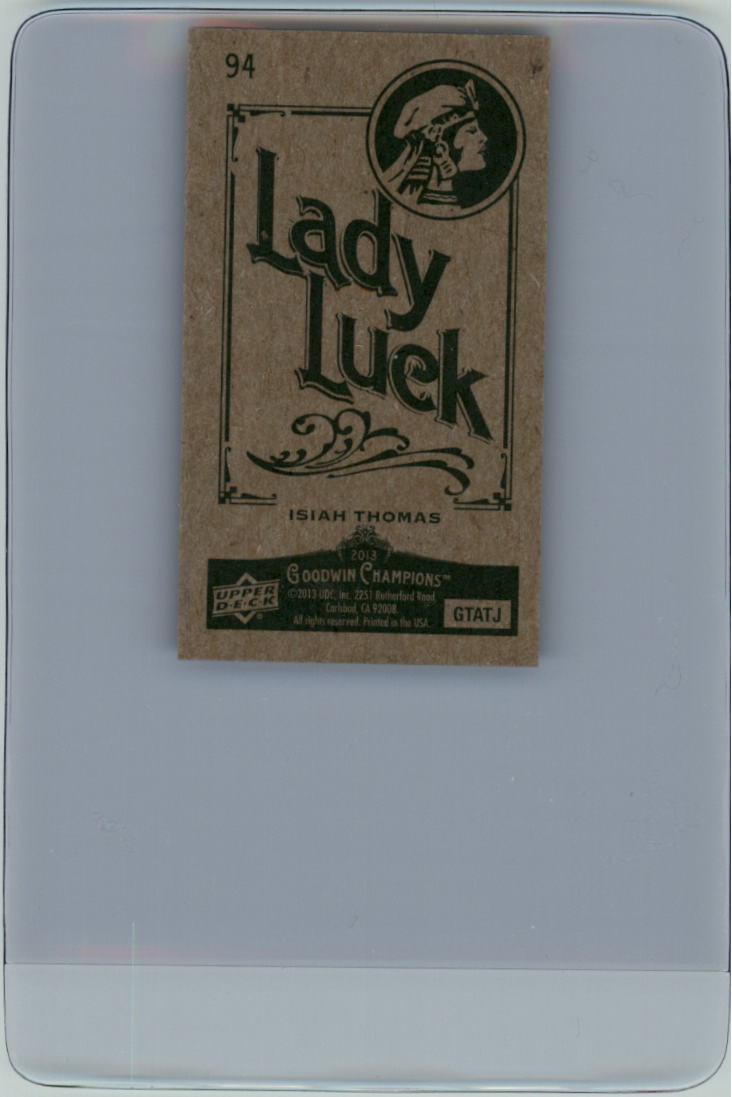 94
Lady
Luck
ISIAH THOMAS
2013
GOODWIN CHAMPIONS™
UPPER
D·E·C·K®
©2013 UDC, Inc. 2251 Rutherford Road,
Carlsbad, CA 92008.
All rights reserved. Printed in the USA.
GTATJ